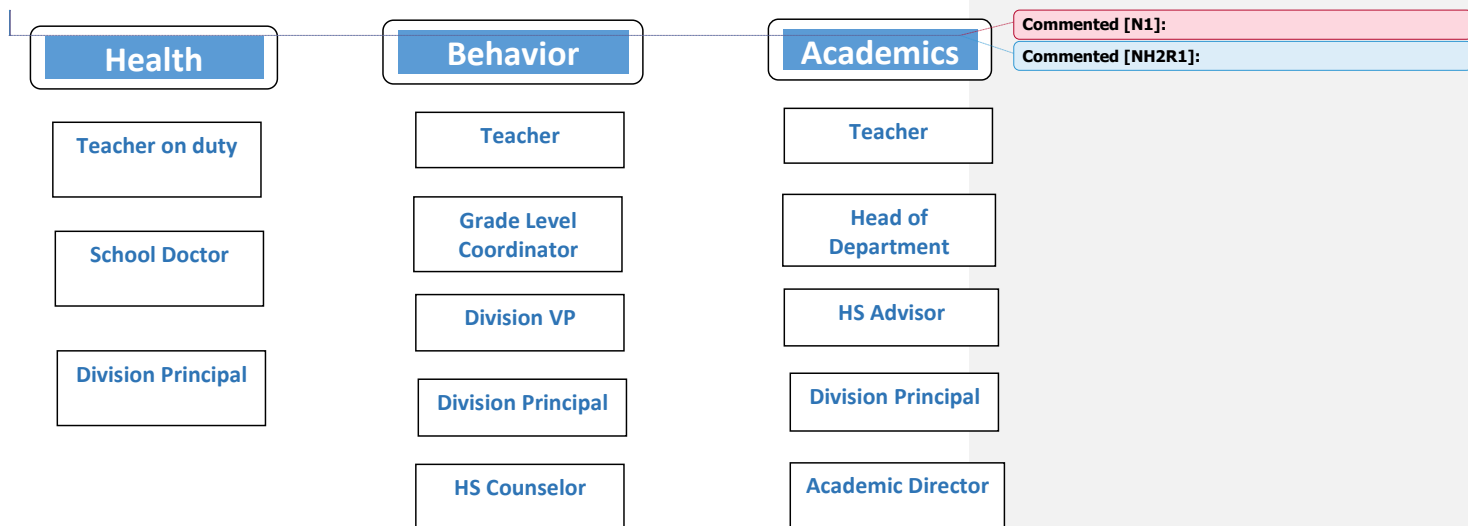 Health
Teacher on duty
School Doctor
Division Principal
Behavior
Teacher
Grade Level
Coordinator
Division VP
Division Principal
HS Counselor
Academics
Teacher
Head of
Department
HS Advisor
Division Principal
Academic Director
Commented [N1]:
Commented [NH2R1]: